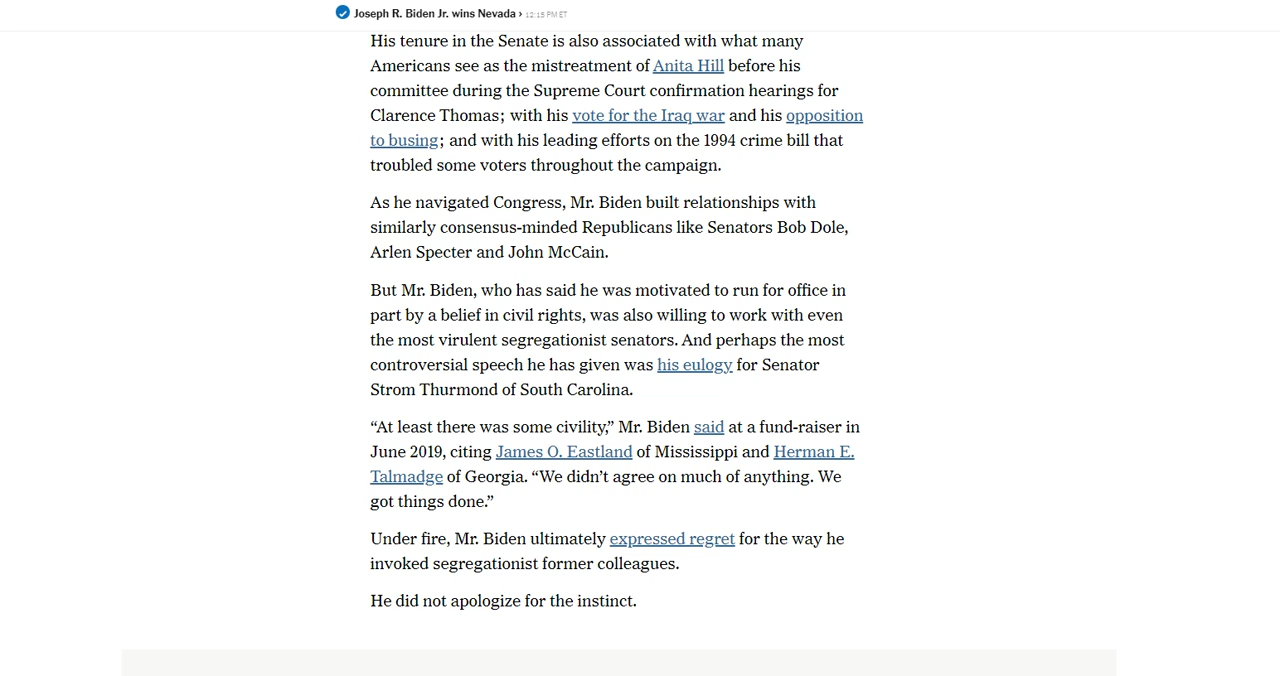 Joseph R. Biden Jr. wins Nevada › 12:15 PM ET
His tenure in the Senate is also associated with what many
Americans see as the mistreatment of Anita Hill before his
committee during the Supreme Court confirmation hearings for
Clarence Thomas; with his vote for the Iraq war and his opposition
to busing; and with his leading efforts on the 1994 crime bill that
troubled some voters throughout the campaign.
As he navigated Congress, Mr. Biden built relationships with
similarly consensus-minded Republicans like Senators Bob Dole,
Arlen Specter and John McCain.
But Mr. Biden, who has said he was motivated to run for office in
part by a belief in civil rights, was also willing to work with even
the most virulent segregationist senators. And perhaps the most
controversial speech he has given was his eulogy for Senator
Strom Thurmond of South Carolina.
“At least there was some civility,” Mr. Biden said at a fund-raiser in
June 2019, citing James O. Eastland of Mississippi and Herman E.
Talmadge of Georgia. “We didn’t agree on much of anything. We
got things done.”
Under fire, Mr. Biden ultimately expressed regret for the way he
invoked segregationist former colleagues.
He did not apologize for the instinct.